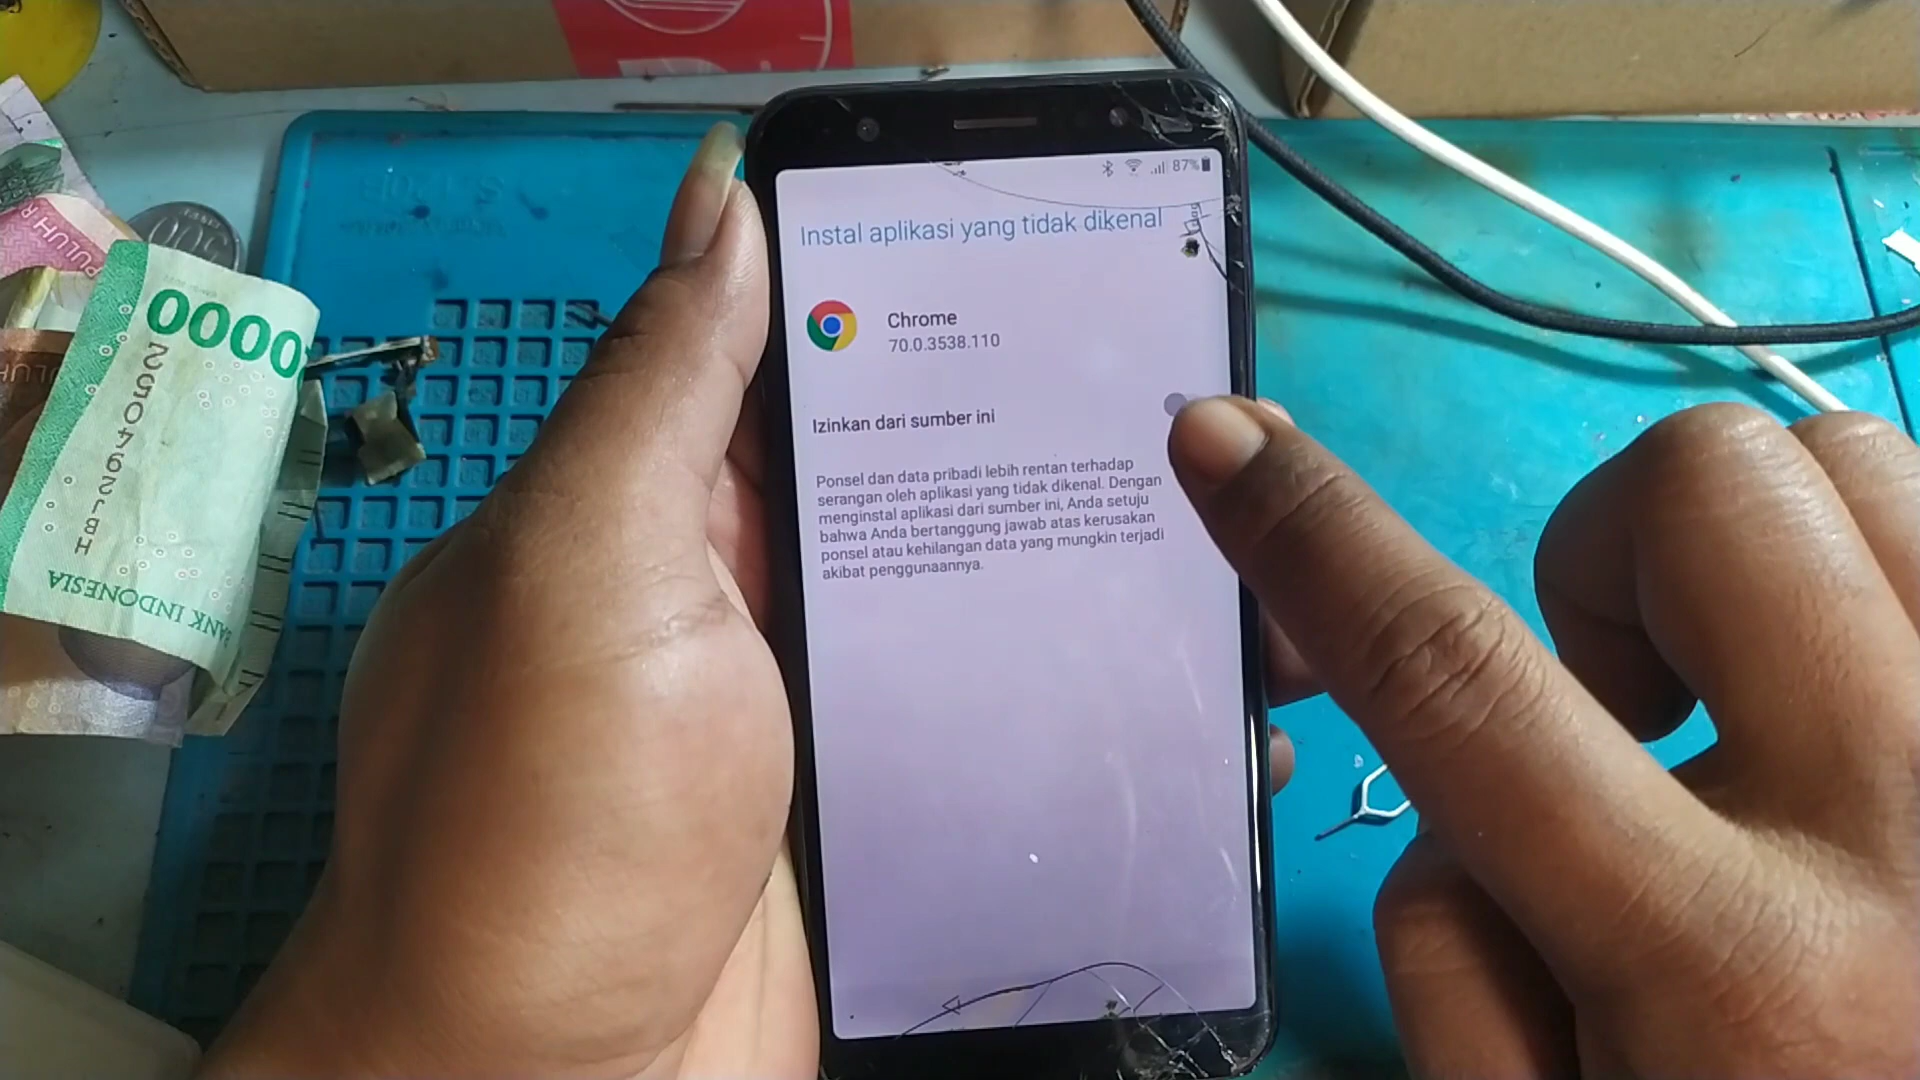 87%
Instal aplikasi yang tidak dikenal
Chrome
70.0.3538.110
Izinkan dari sumber ini
Ponsel dan data pribadi lebih rentan terhadap
serangan oleh aplikasi yang tidak dikenal. Dengan
menginstal aplikasi dari sumber ini, Anda setuju
bahwa Anda bertanggung jawab atas kerusakan
ponsel atau kehilangan data yang mungkin terjadi
akibat penggunaannya.
0000
BANK INDONESIA
PULUH
500